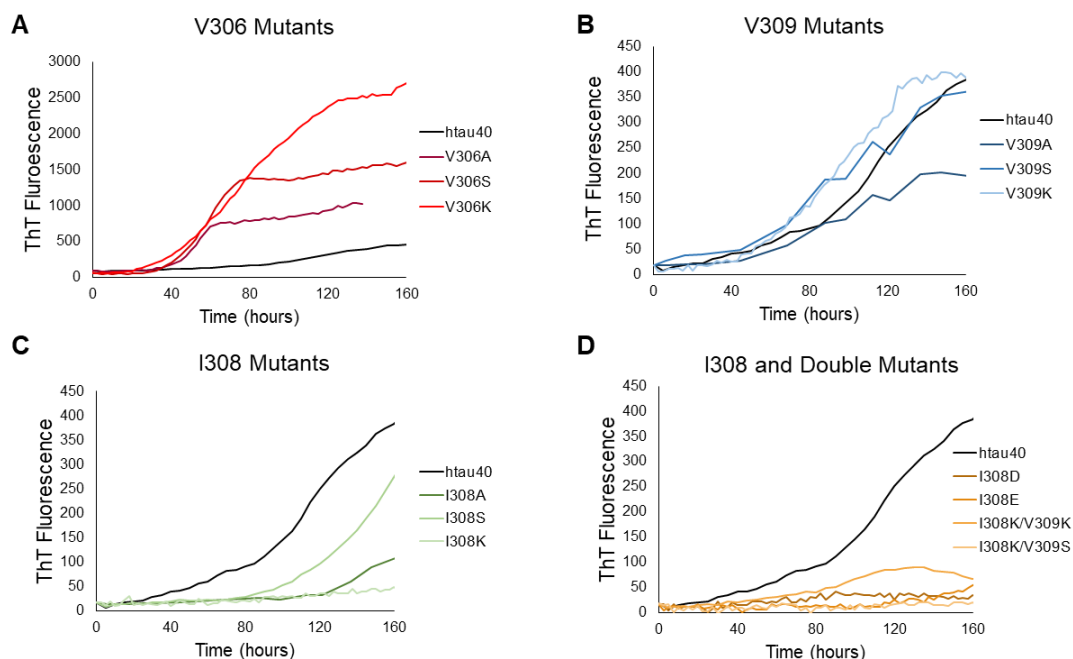 A
V306 Mutants
3000
2500
2000
1500
1000
500
0
ThT Fluroescence
0 40 80 120 160
Time (hours)
htau40
V306A
V306S
V306K
B
V309 Mutants
450
400
350
300
250
200
150
100
50
0
ThT Fluorescence
0 40 80 120 160
Time (hours)
htau40
V309A
V309S
V309K
C
I308 Mutants
450
400
350
300
250
200
150
100
50
0
ThT Fluorescence
0 40 80 120 160
Time (hours)
htau40
I308A
I308S
I308K
D
I308 and Double Mutants
450
400
350
300
250
200
150
100
50
0
ThT Fluorescence
0 40 80 120 160
Time (hours)
htau40
I308D
I308E
I308K/V309K
I308K/V309S